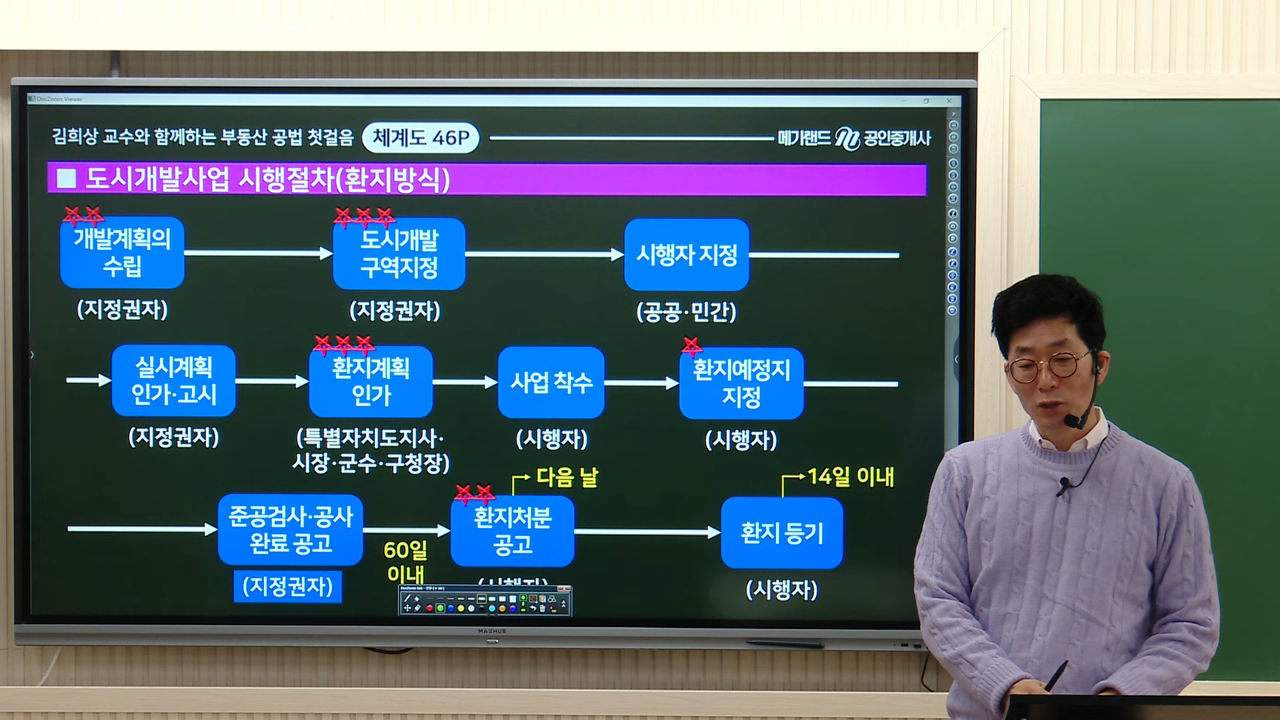 DocZoom Viewer
김희상 교수와 함께하는 부동산 공법 첫걸음 체계도 46P 메가랜드 공인중개사
■ 도시개발사업 시행절차(환지방식)
개발계획의
수립
(지정권자)
도시개발
구역지정
(지정권자)
시행자 지정
(공공·민간)
실시계획
인가·고시
(지정권자)
환지계획
인가
(특별자치도지사·
시장·군수·구청장)
사업 착수
(시행자)
환지예정지
지정
(시행자)
준공검사·공사
완료 공고
(지정권자)
60일
이내
다음 날
환지처분
공고
(시행자)
14일 이내
환지 등기
(시행자)
MAXHUB